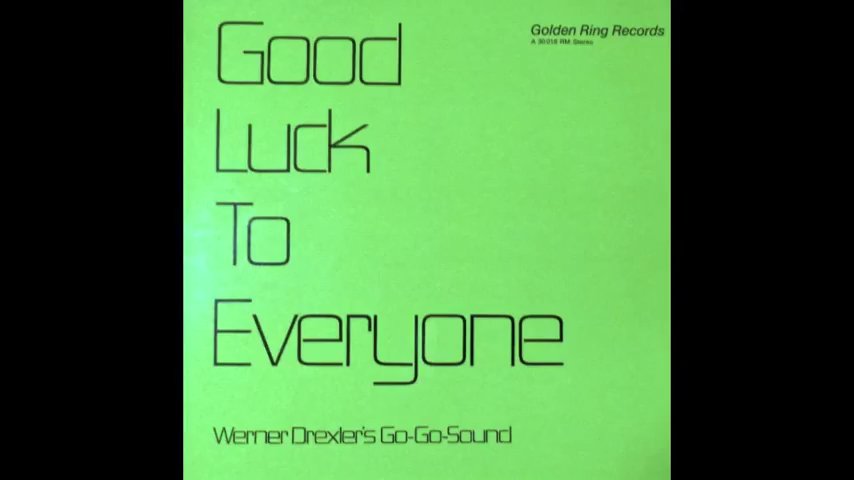 Good
Luck
To
Everyone
Werner Drexler's Go-Go-Sound
Golden Ring Records
A 30 018 RM Stereo